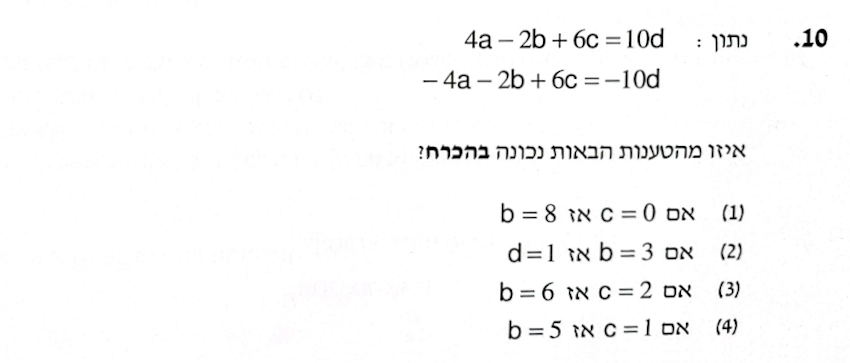 10. נתון : 4a − 2b + 6c = 10d
− 4a − 2b + 6c = −10d
איזו מהטענות הבאות נכונה בהכרח?
(1) אם c = 0 אז b = 8
(2) אם b = 3 אז d = 1
(3) אם c = 2 אז b = 6
(4) אם c = 1 אז b = 5